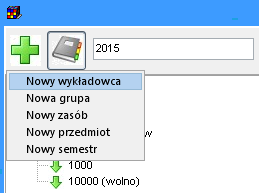 2015
Nowy wykładowca
Nowa grupa
Nowy zasób
Nowy przedmiot
Nowy semestr
1000
10000 (wolno)